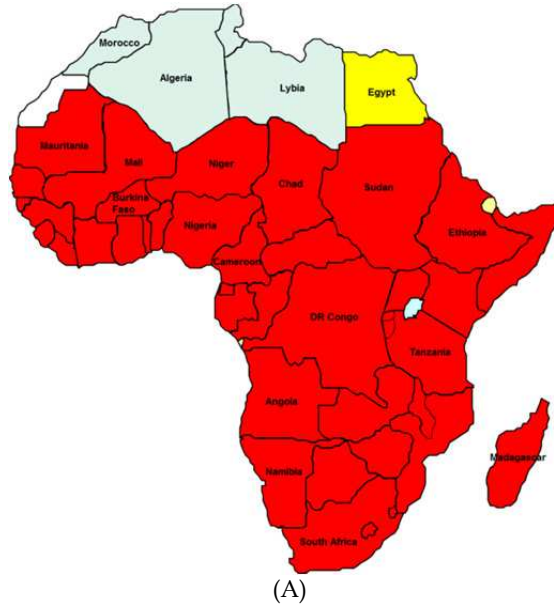 Morocco
Algeria
Lybia
Egypt
Mauritania
Mali
Niger
Chad
Sudan
Burkina
Faso
Nigeria
Ethiopia
Cameroon
DR Congo
Tanzania
Angola
Madagascar
Namibia
South Africa
(A)